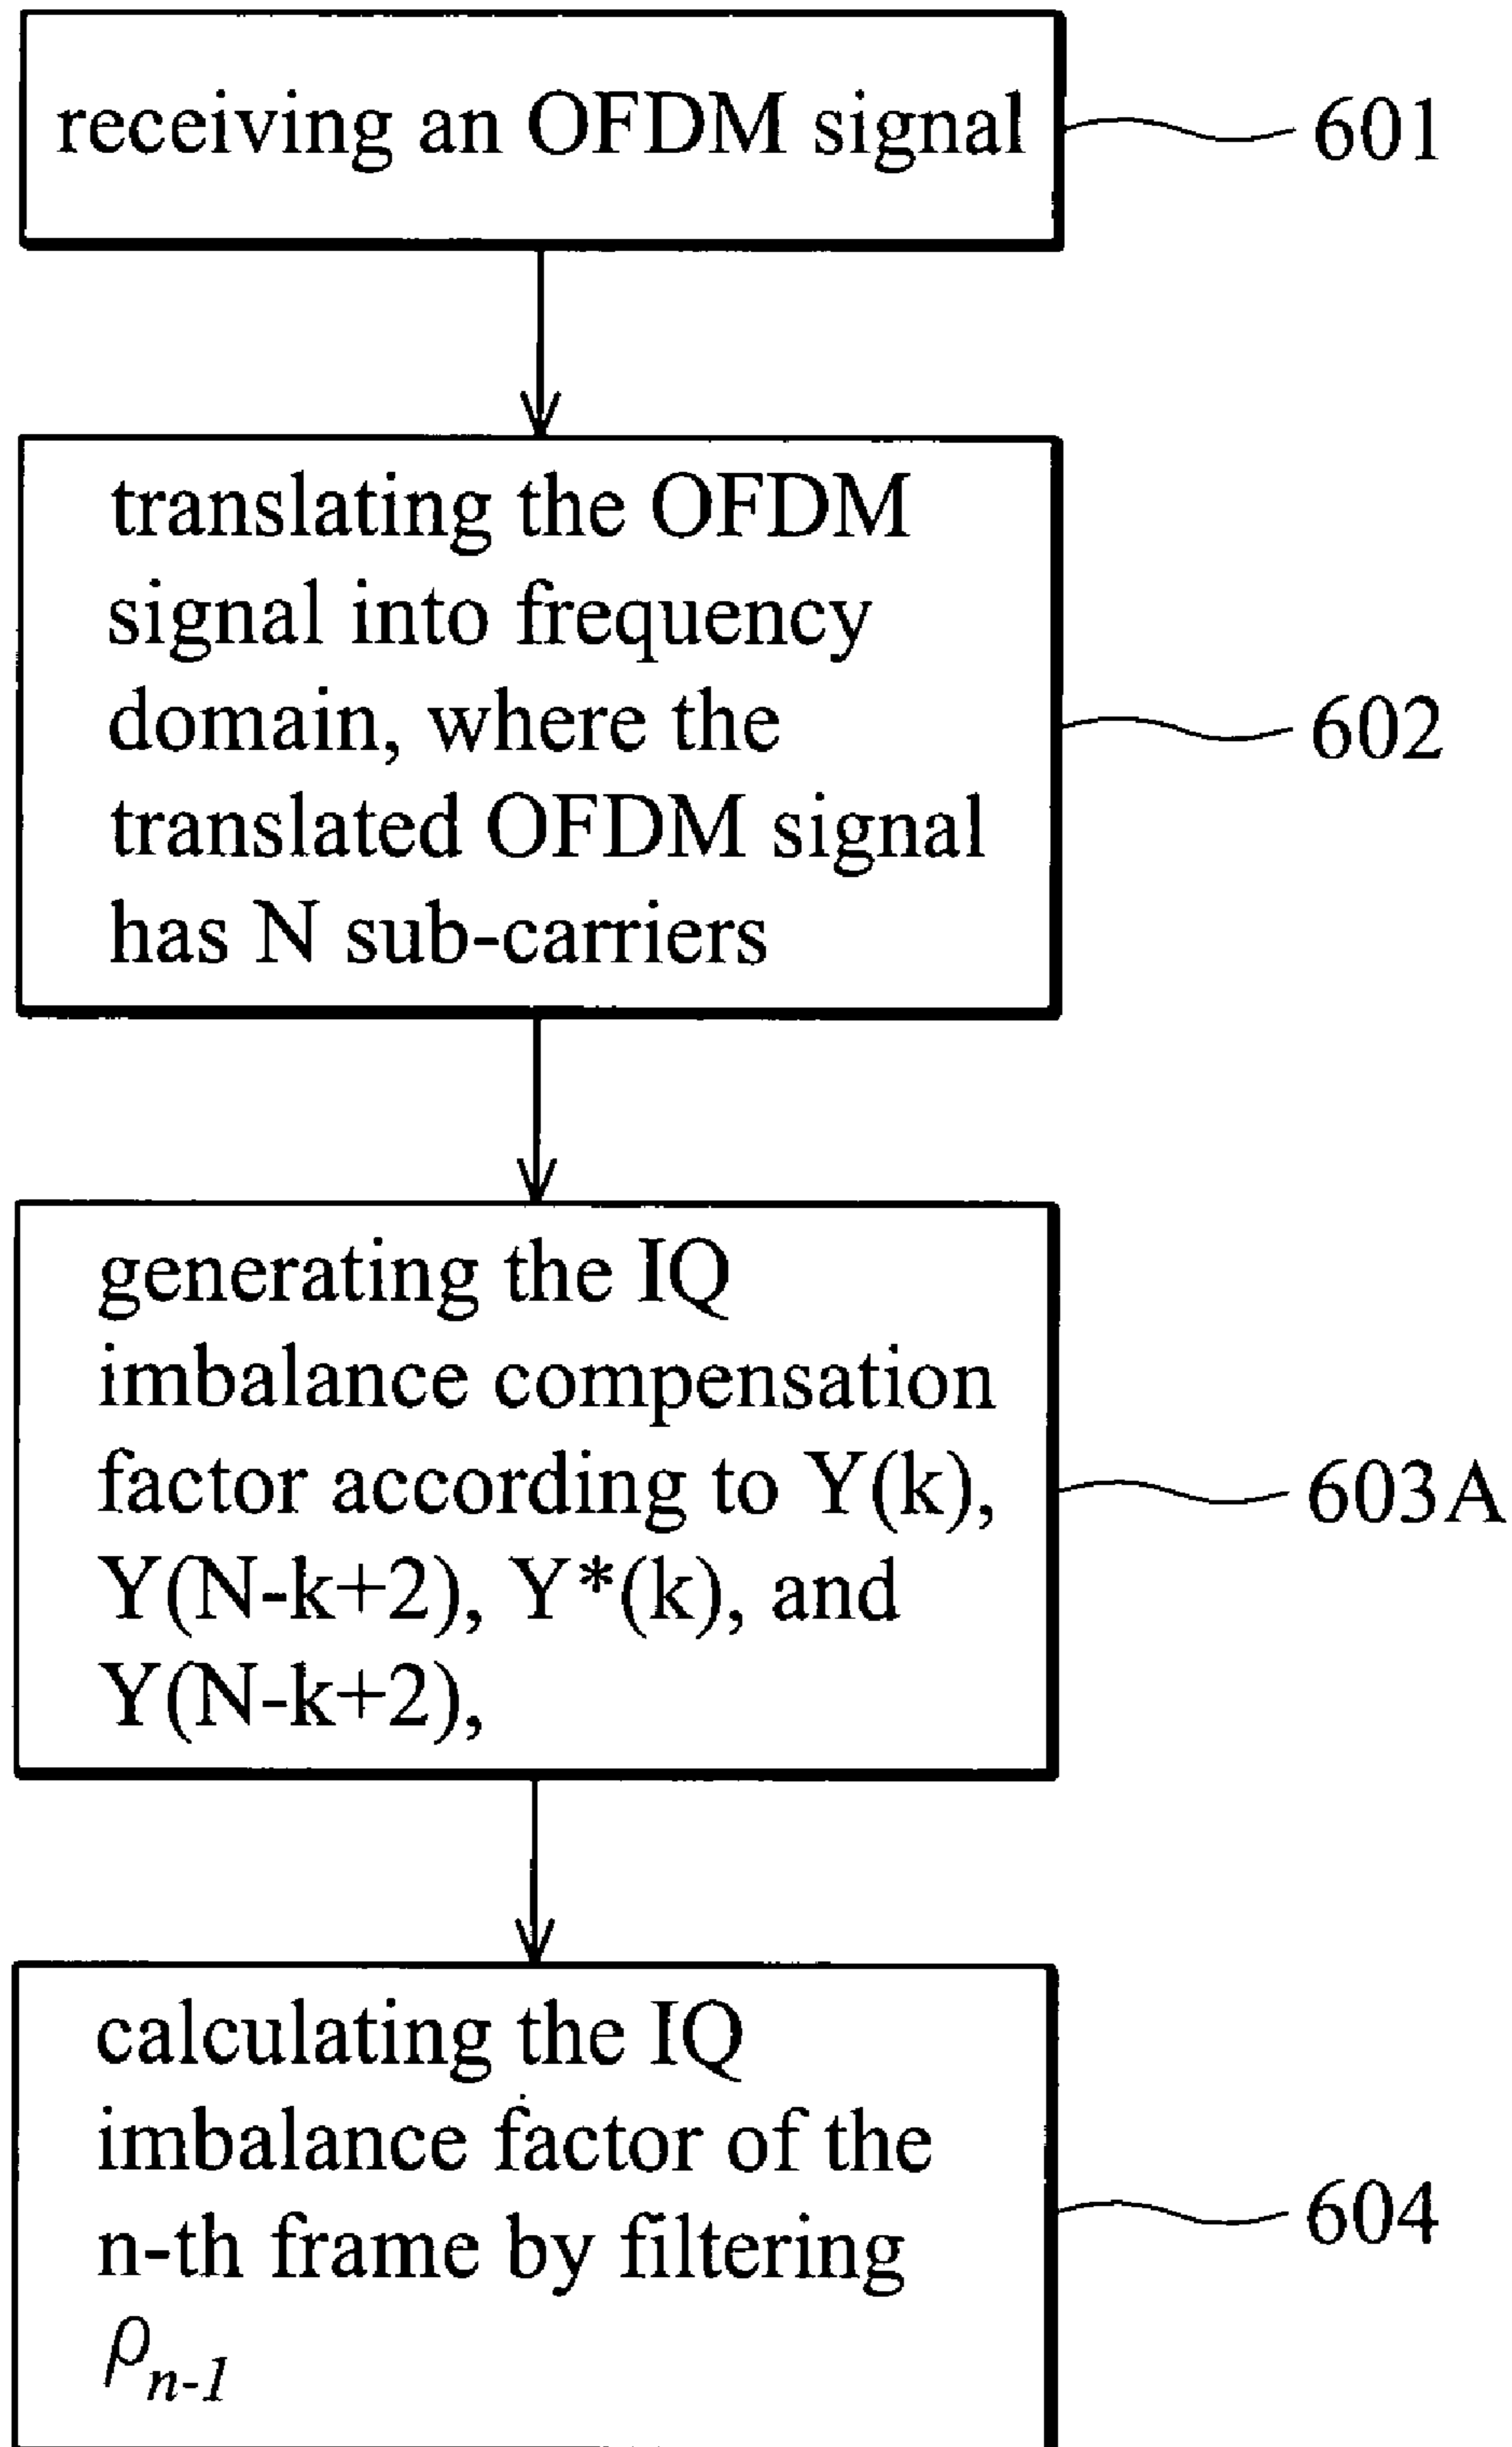 receiving an OFDM signal
601
translating the OFDM
signal into frequency
domain, where the
translated OFDM signal
has N sub-carriers
602
generating the IQ
imbalance compensation
factor according to Y(k),
Y(N-k+2), Y*(k), and
Y(N-k+2),
603A
calculating the IQ
imbalance factor of the
n-th frame by filtering
ρn-1
604